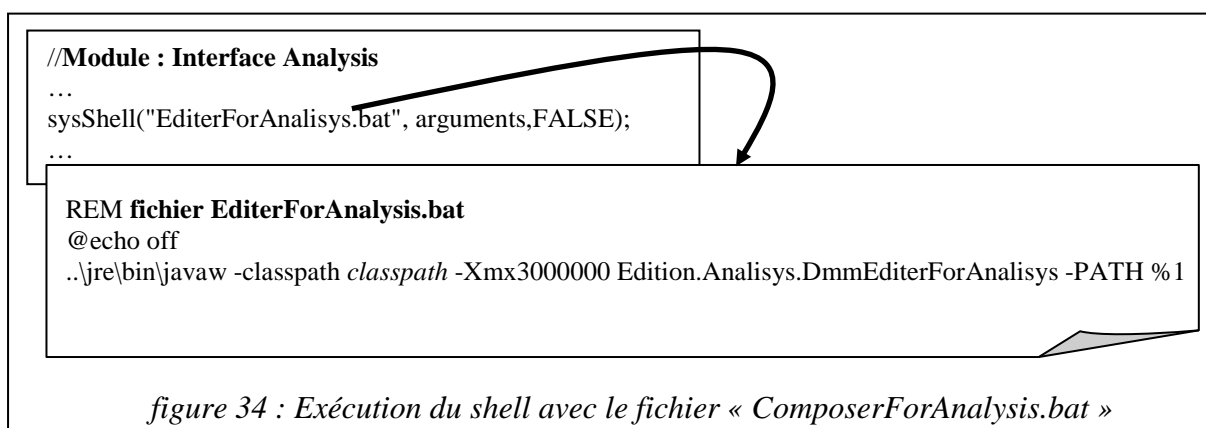 //Module : Interface Analysis
…
sysShell("EditerForAnalisys.bat", arguments,FALSE);
…
REM fichier EditerForAnalysis.bat
@echo off
..\jre\bin\javaw -classpath classpath -Xmx3000000 Edition.Analisys.DmmEditerForAnalisys -PATH %1
figure 34 : Exécution du shell avec le fichier « ComposerForAnalysis.bat »